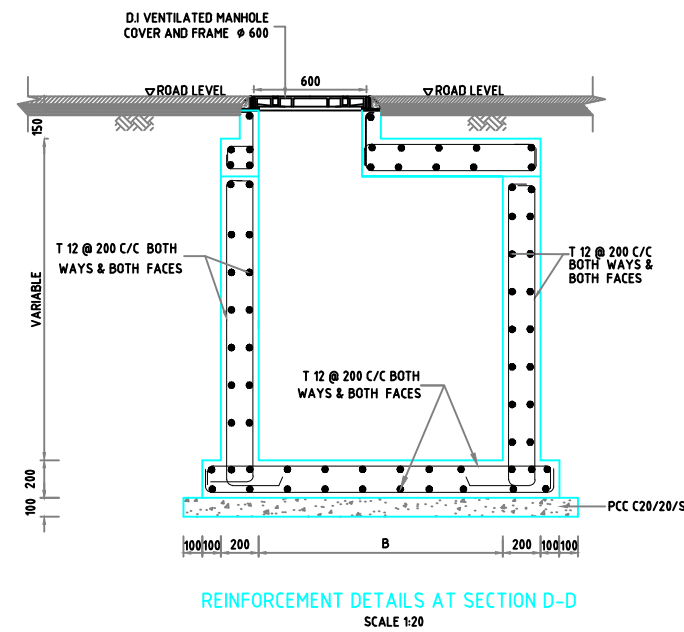 D.I VENTILATED MANHOLE
COVER AND FRAME Ø 600
600
ROAD LEVEL
ROAD LEVEL
150
T 12 @ 200 C/C BOTH
WAYS & BOTH FACES
T 12 @ 200 C/C
BOTH WAYS &
BOTH FACES
VARIABLE
T 12 @ 200 C/C BOTH
WAYS & BOTH FACES
200
100
PCC C20/20/S
100 100 200 B 200 100 100
REINFORCEMENT DETAILS AT SECTION D-D
SCALE 1:20